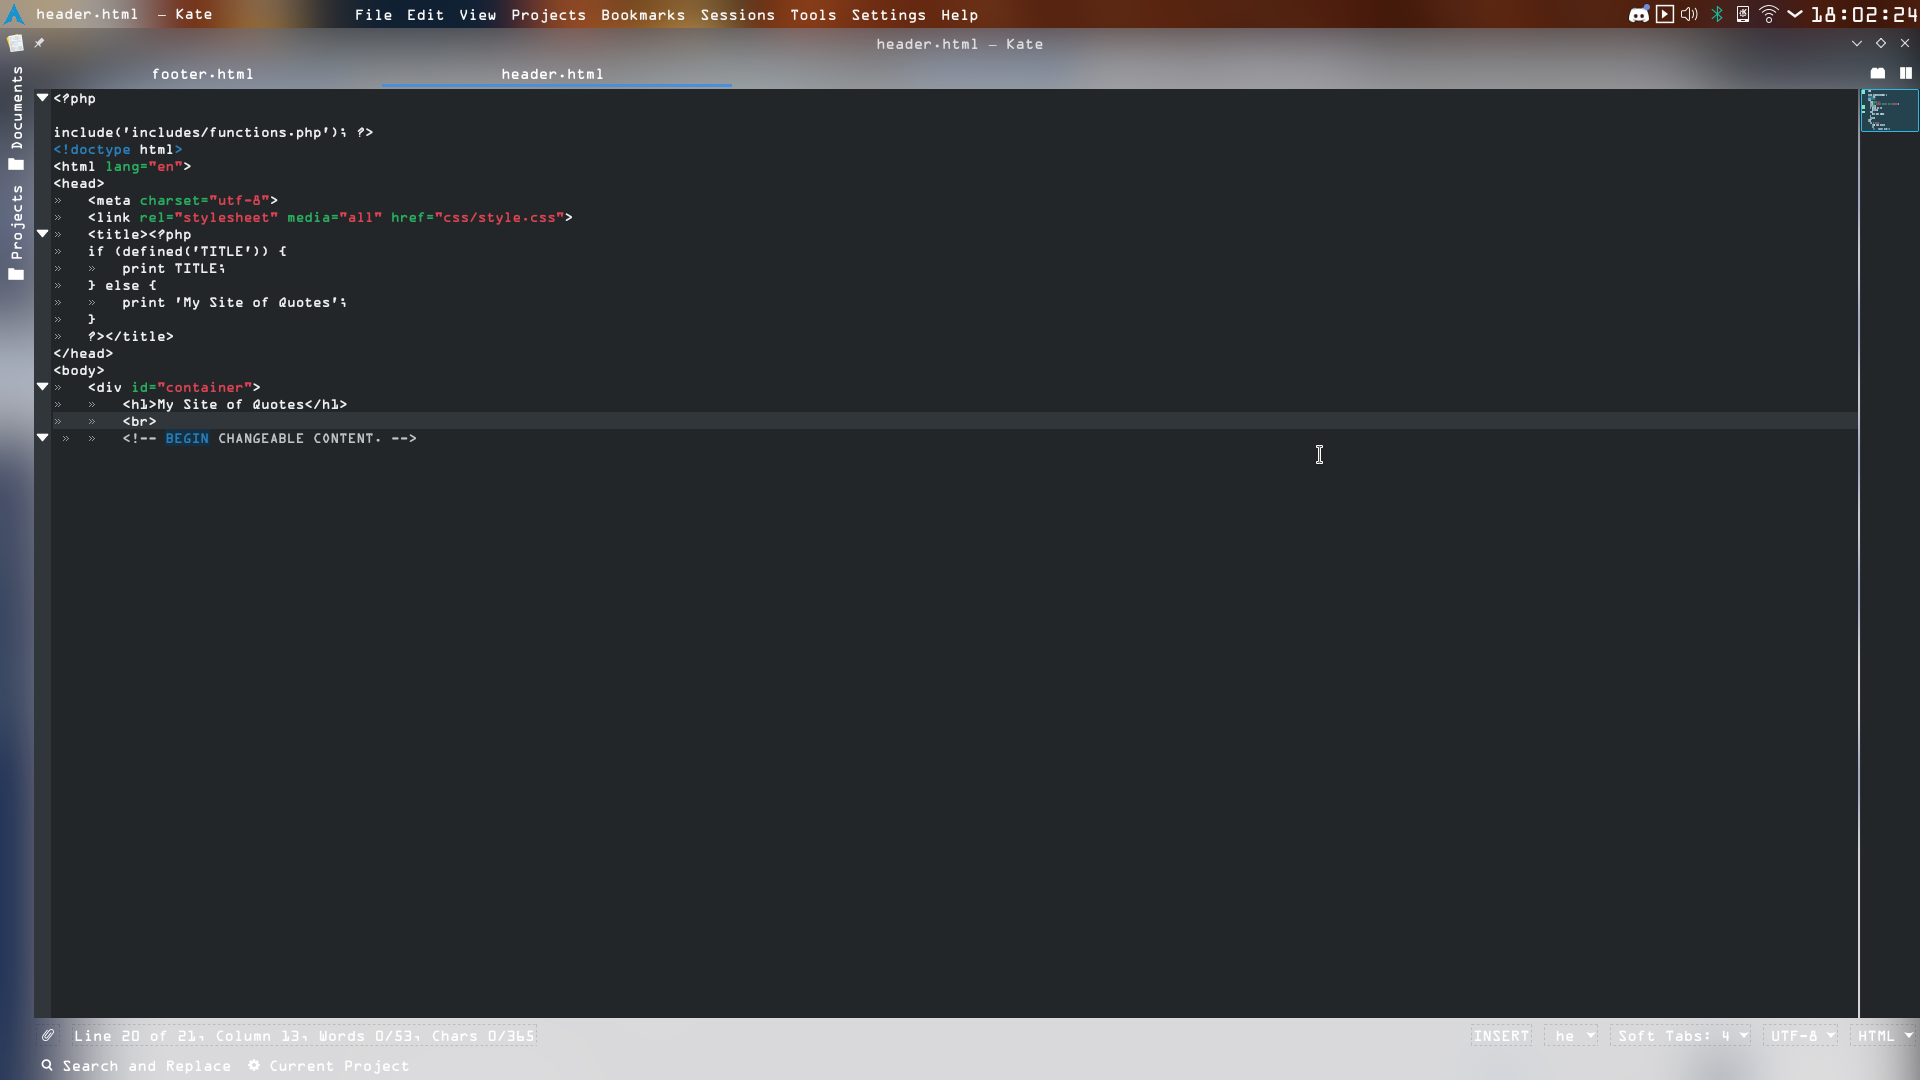 header.html — Kate
File Edit View Projects Bookmarks Sessions Tools Settings Help
18:02:24
header.html — Kate
footer.html
header.html
Documents
Projects
<?php
include('includes/functions.php'); ?>
<!doctype html>
<html lang="en">
<head>
» <meta charset="utf-8">
» <link rel="stylesheet" media="all" href="css/style.css">
» <title><?php
» if (defined('TITLE')) {
» » print TITLE;
» } else {
» » print 'My Site of Quotes';
» }
» ?></title>
</head>
<body>
» <div id="container">
» » <h1>My Site of Quotes</h1>
» » <br>
» » <!-- BEGIN CHANGEABLE CONTENT. -->
Line 20 of 21, Column 13, Words 0/53, Chars 0/365
INSERT
he
Soft Tabs: 4
UTF-8
HTML
Search and Replace
Current Project